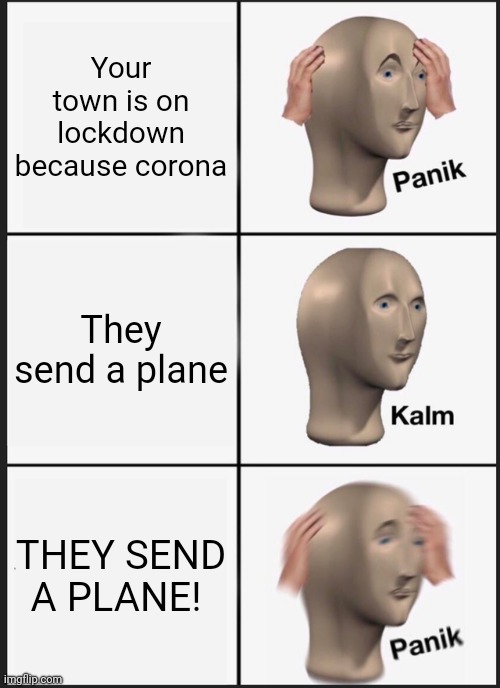 Your
town is on
lockdown
because corona
Panik
They
send a plane
Kalm
THEY SEND
A PLANE!
Panik
imgflip.com